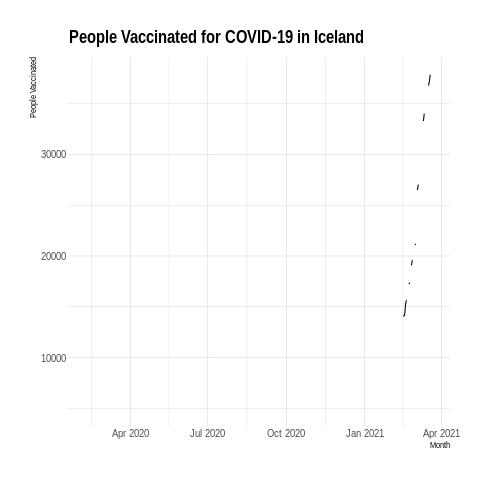 People Vaccinated for COVID-19 in Iceland
People Vaccinated
30000
20000
10000
Apr 2020 Jul 2020 Oct 2020 Jan 2021 Apr 2021
Month